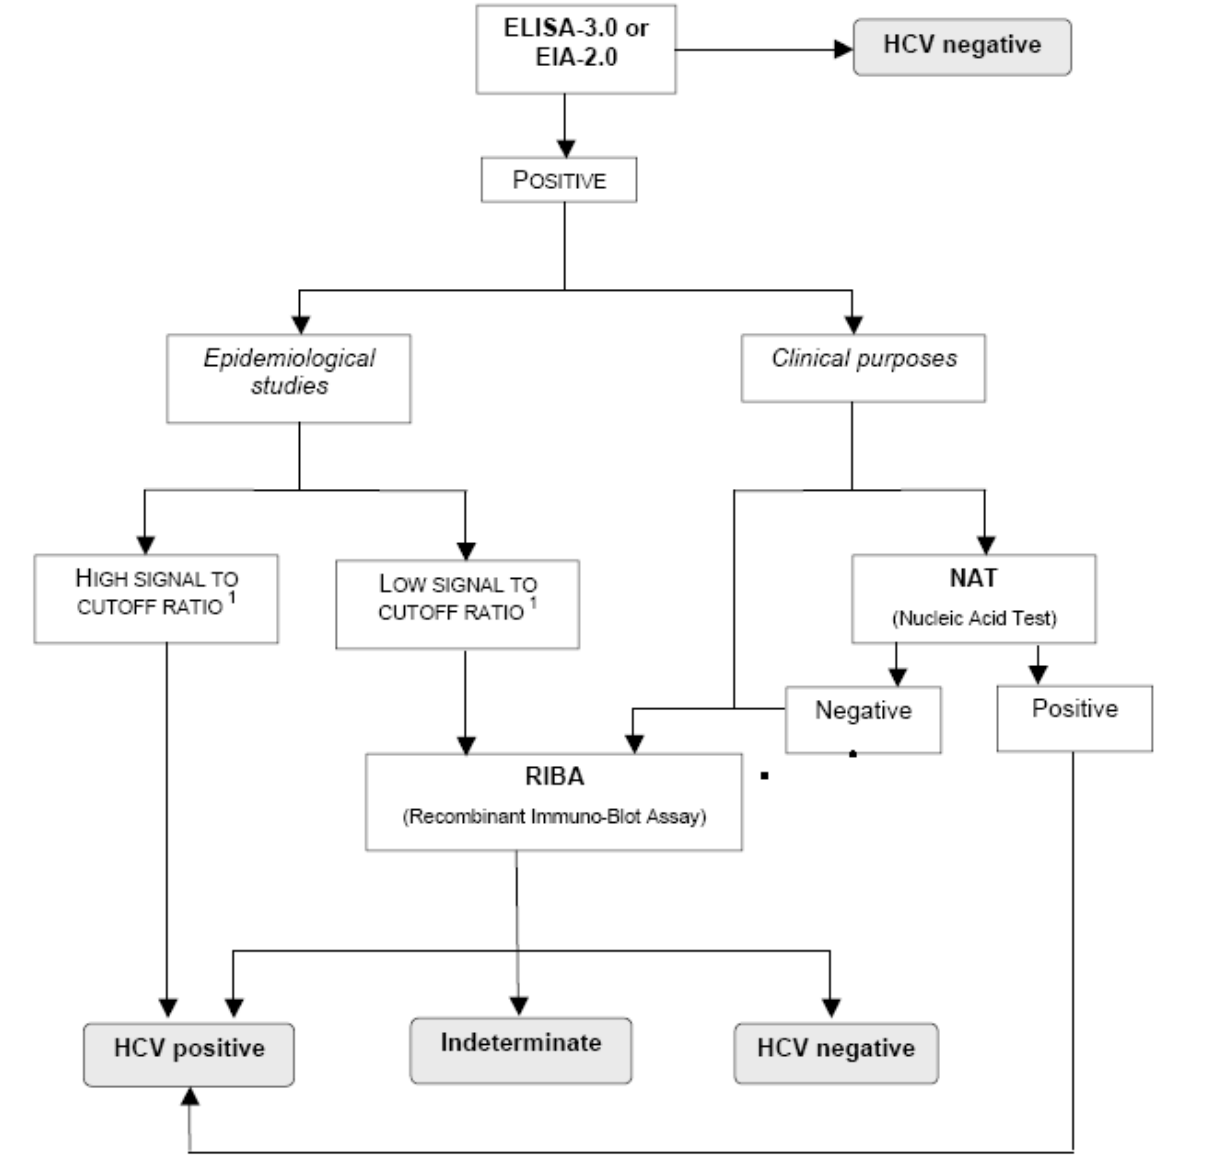 ELISA-3.0 or
EIA-2.0
HCV negative
POSITIVE
Epidemiological
studies
Clinical purposes
HIGH SIGNAL TO
CUTOFF RATIO 1
LOW SIGNAL TO
CUTOFF RATIO 1
NAT
(Nucleic Acid Test)
Negative
Positive
RIBA
(Recombinant Immuno-Blot Assay)
HCV positive
Indeterminate
HCV negative